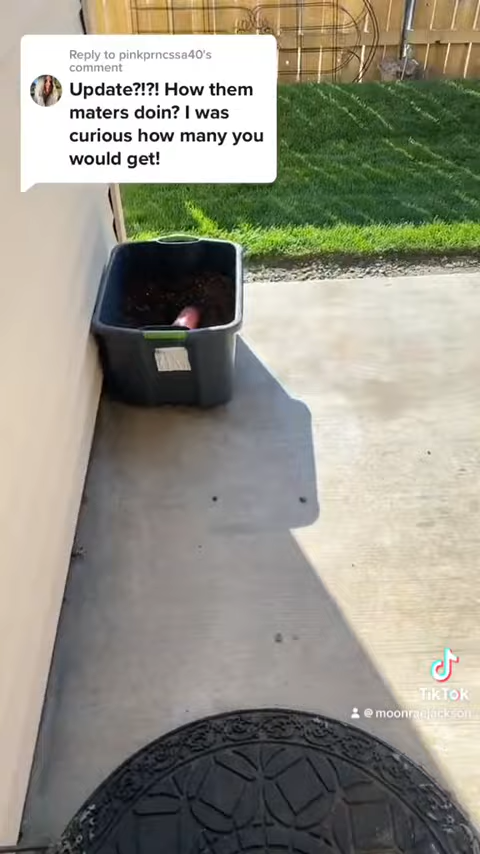 Reply to pinkprncssa40's
comment
Update?!?! How them
maters doin? I was
curious how many you
would get!
TikTok
@moonraejackson